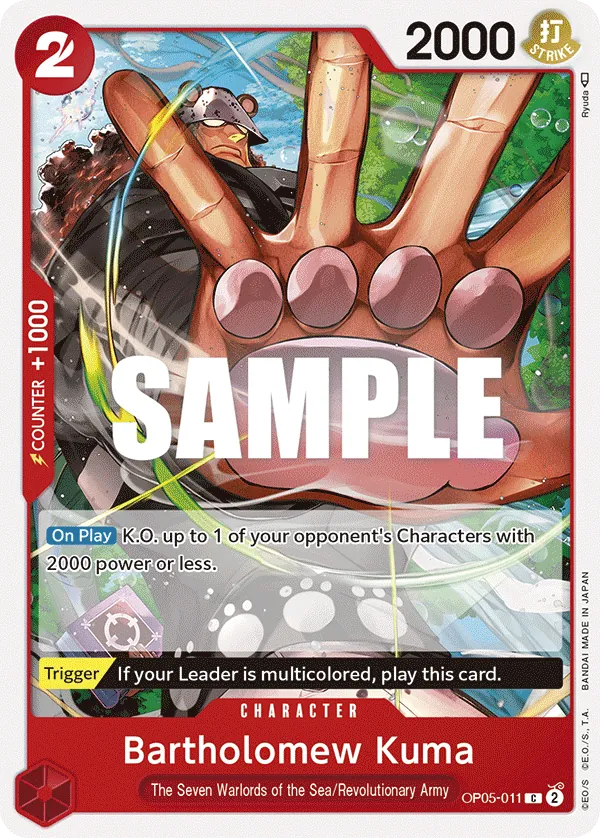 2
2000
打
STRIKE
Ryuda
COUNTER +1000
SAMPLE
On Play K.O. up to 1 of your opponent's Characters with
2000 power or less.
Trigger If your Leader is multicolored, play this card.
CHARACTER
Bartholomew Kuma
The Seven Warlords of the Sea/Revolutionary Army
OP05-011 C 2
©E.O/S ©E.O./S., T.A. BANDAI MADE IN JAPAN